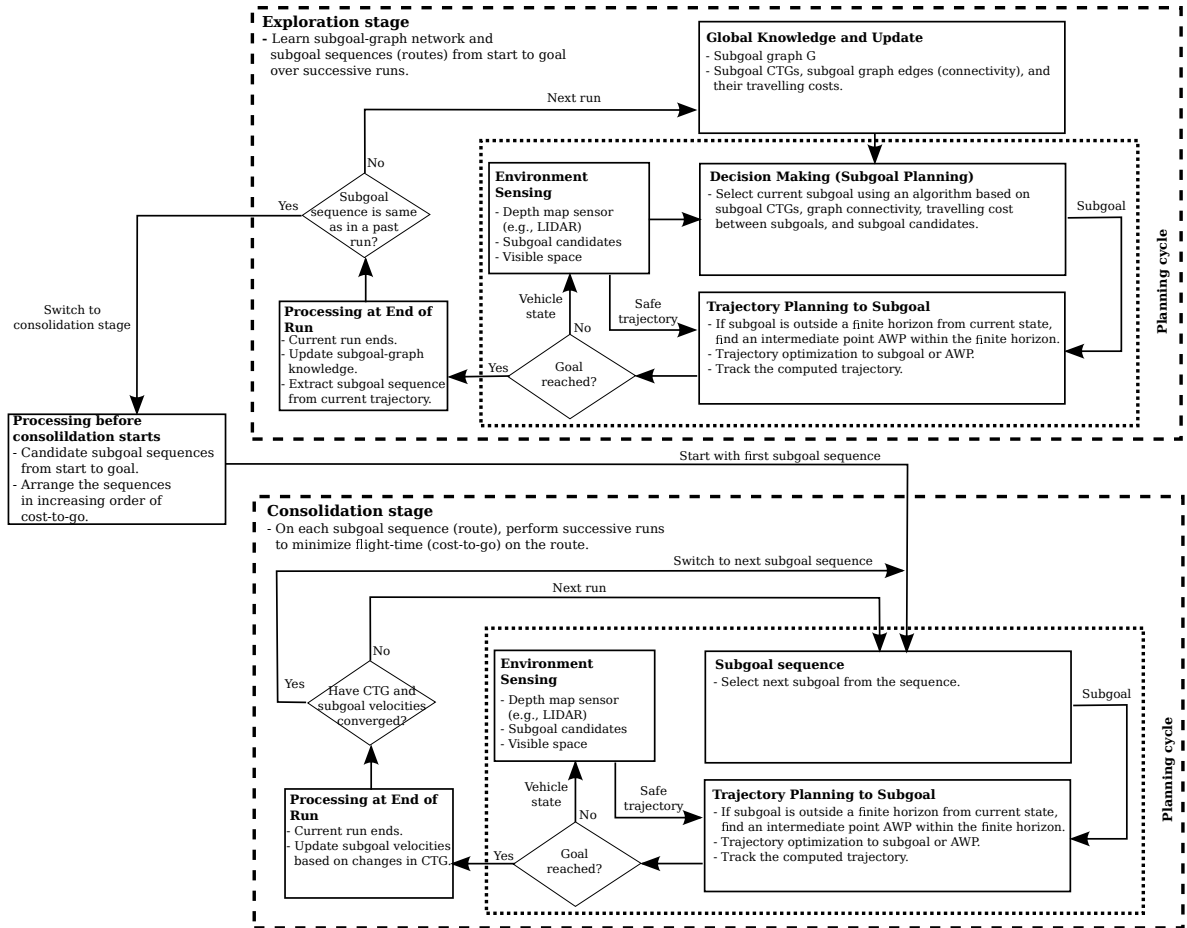 Exploration stage
- Learn subgoal-graph network and
subgoal sequences (routes) from start to goal
over successive runs.
Global Knowledge and Update
- Subgoal graph G
- Subgoal CTGs, subgoal graph edges (connectivity), and
their travelling costs.
Next run
No
Subgoal
sequence is same
as in a past
run?
Yes
Environment
Sensing
- Depth map sensor
(e.g., LIDAR)
- Subgoal candidates
- Visible space
Decision Making (Subgoal Planning)
- Select current subgoal using an algorithm based on
subgoal CTGs, graph connectivity, travelling cost
between subgoals, and subgoal candidates.
Subgoal
Planning cycle
Switch to
consolidation stage
Processing at End of
Run
- Current run ends.
- Update subgoal-graph
knowledge.
- Extract subgoal sequence
from current trajectory.
Vehicle
state
Safe
trajectory
No
Trajectory Planning to Subgoal
- If subgoal is outside a finite horizon from current state,
find an intermediate point AWP within the finite horizon.
- Trajectory optimization to subgoal or AWP.
- Track the computed trajectory.
Yes
Goal
reached?
Processing before
consolildation starts
- Candidate subgoal sequences
from start to goal.
- Arrange the sequences
in increasing order of
cost-to-go.
Start with first subgoal sequence
Consolidation stage
- On each subgoal sequence (route), perform successive runs
to minimize flight-time (cost-to-go) on the route.
Switch to next subgoal sequence
Next run
No
Yes
Have CTG and
subgoal velocities
converged?
Environment
Sensing
- Depth map sensor
(e.g., LIDAR)
- Subgoal candidates
- Visible space
Subgoal sequence
- Select next subgoal from the sequence.
Subgoal
Planning cycle
Processing at End of
Run
- Current run ends.
- Update subgoal velocities
based on changes in CTG.
Vehicle
state
Safe
trajectory
No
Trajectory Planning to Subgoal
- If subgoal is outside a finite horizon from current state,
find an intermediate point AWP within the finite horizon.
- Trajectory optimization to subgoal or AWP.
- Track the computed trajectory.
Yes
Goal
reached?